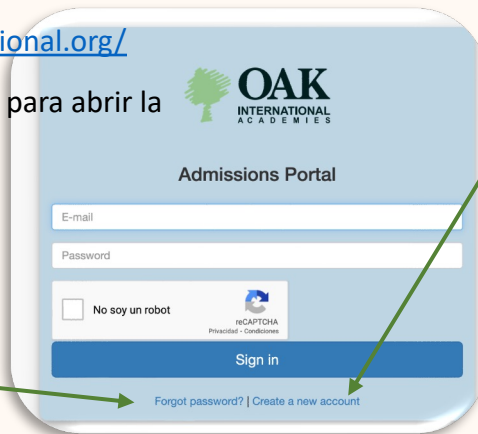 ional.org/
para abrir la
OAK
INTERNATIONAL
ACADEMIES
Admissions Portal
E-mail
Password
No soy un robot
reCAPTCHA
Privacidad - Condiciones
Sign in
Forgot password? | Create a new account